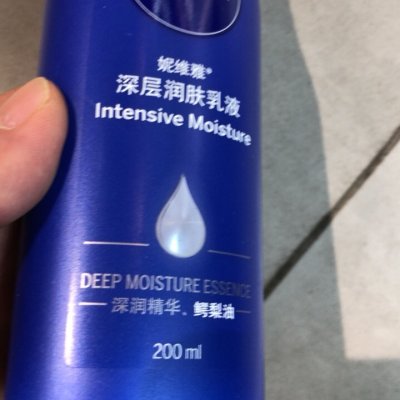 妮维雅®
深层润肤乳液
Intensive Moisture
DEEP MOISTURE ESSENCE
深润精华、鳄梨油
200 ml